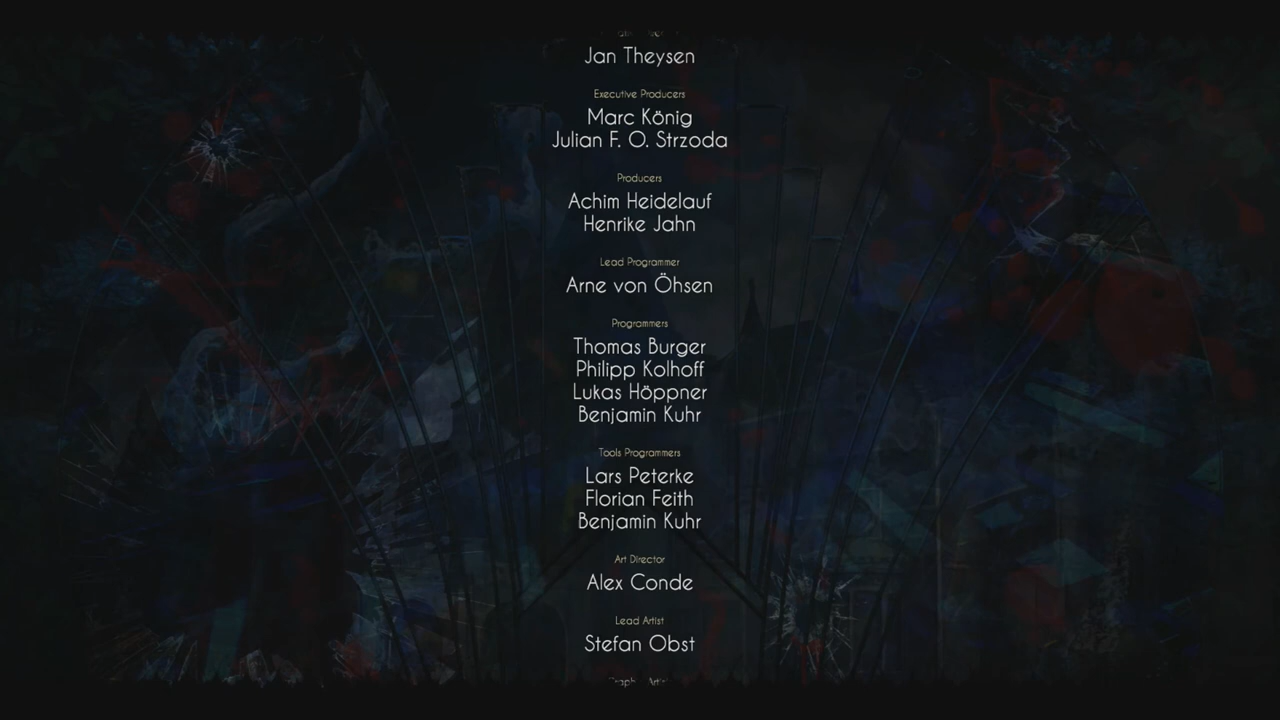 Jan Theysen
Executive Producers
Marc König
Julian F. O. Strzoda
Producers
Achim Heidelauf
Henrike Jahn
Lead Programmer
Arne von Öhsen
Programmers
Thomas Burger
Philipp Kolhoff
Lukas Höppner
Benjamin Kuhr
Tools Programmers
Lars Peterke
Florian Feith
Benjamin Kuhr
Art Director
Alex Conde
Lead Artist
Stefan Obst